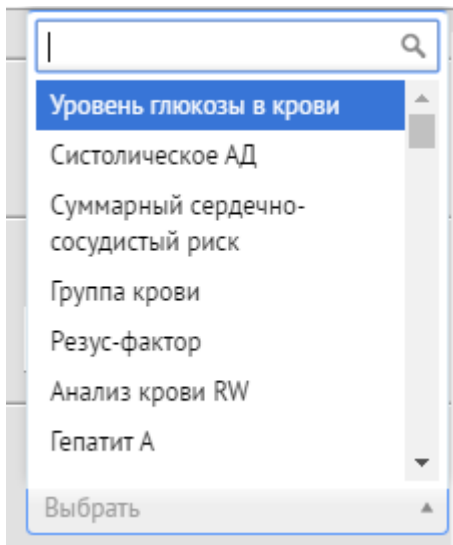 Уровень глюкозы в крови
Систолическое АД
Суммарный сердечно-
сосудистый риск
Группа крови
Резус-фактор
Анализ крови RW
Гепатит А
Выбрать